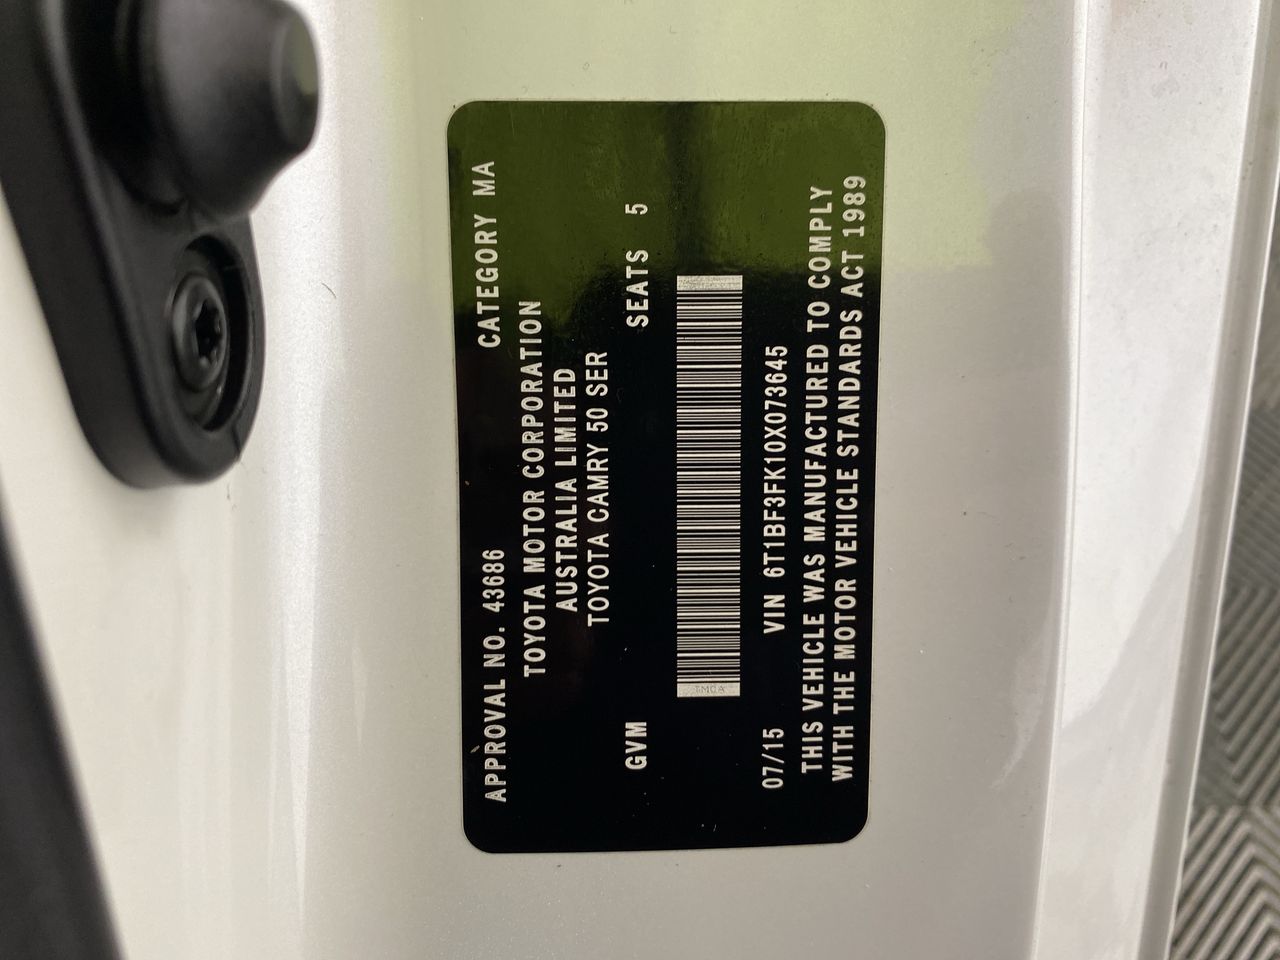 APPROVAL NO. 43686 CATEGORY MA
TOYOTA MOTOR CORPORATION
AUSTRALIA LIMITED
TOYOTA CAMRY 50 SER
GVM SEATS 5
TMCA
07/15 VIN 6T1BF3FK10X073645
THIS VEHICLE WAS MANUFACTURED TO COMPLY
WITH THE MOTOR VEHICLE STANDARDS ACT 1989